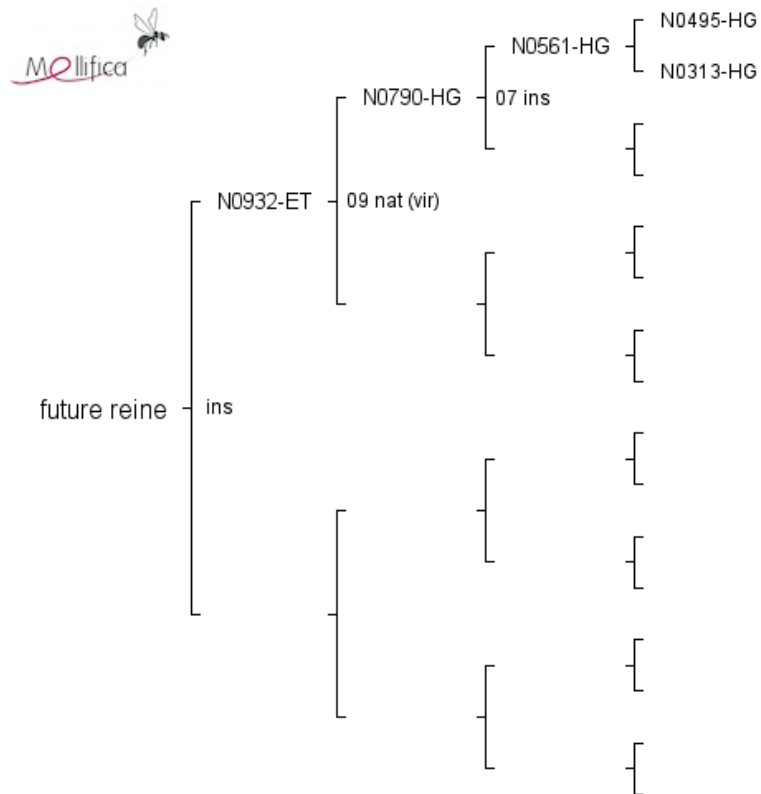 Mellifica
N0495-HG
N0561-HG
N0313-HG
N0790-HG
07 ins
N0932-ET
09 nat (vir)
future reine
ins